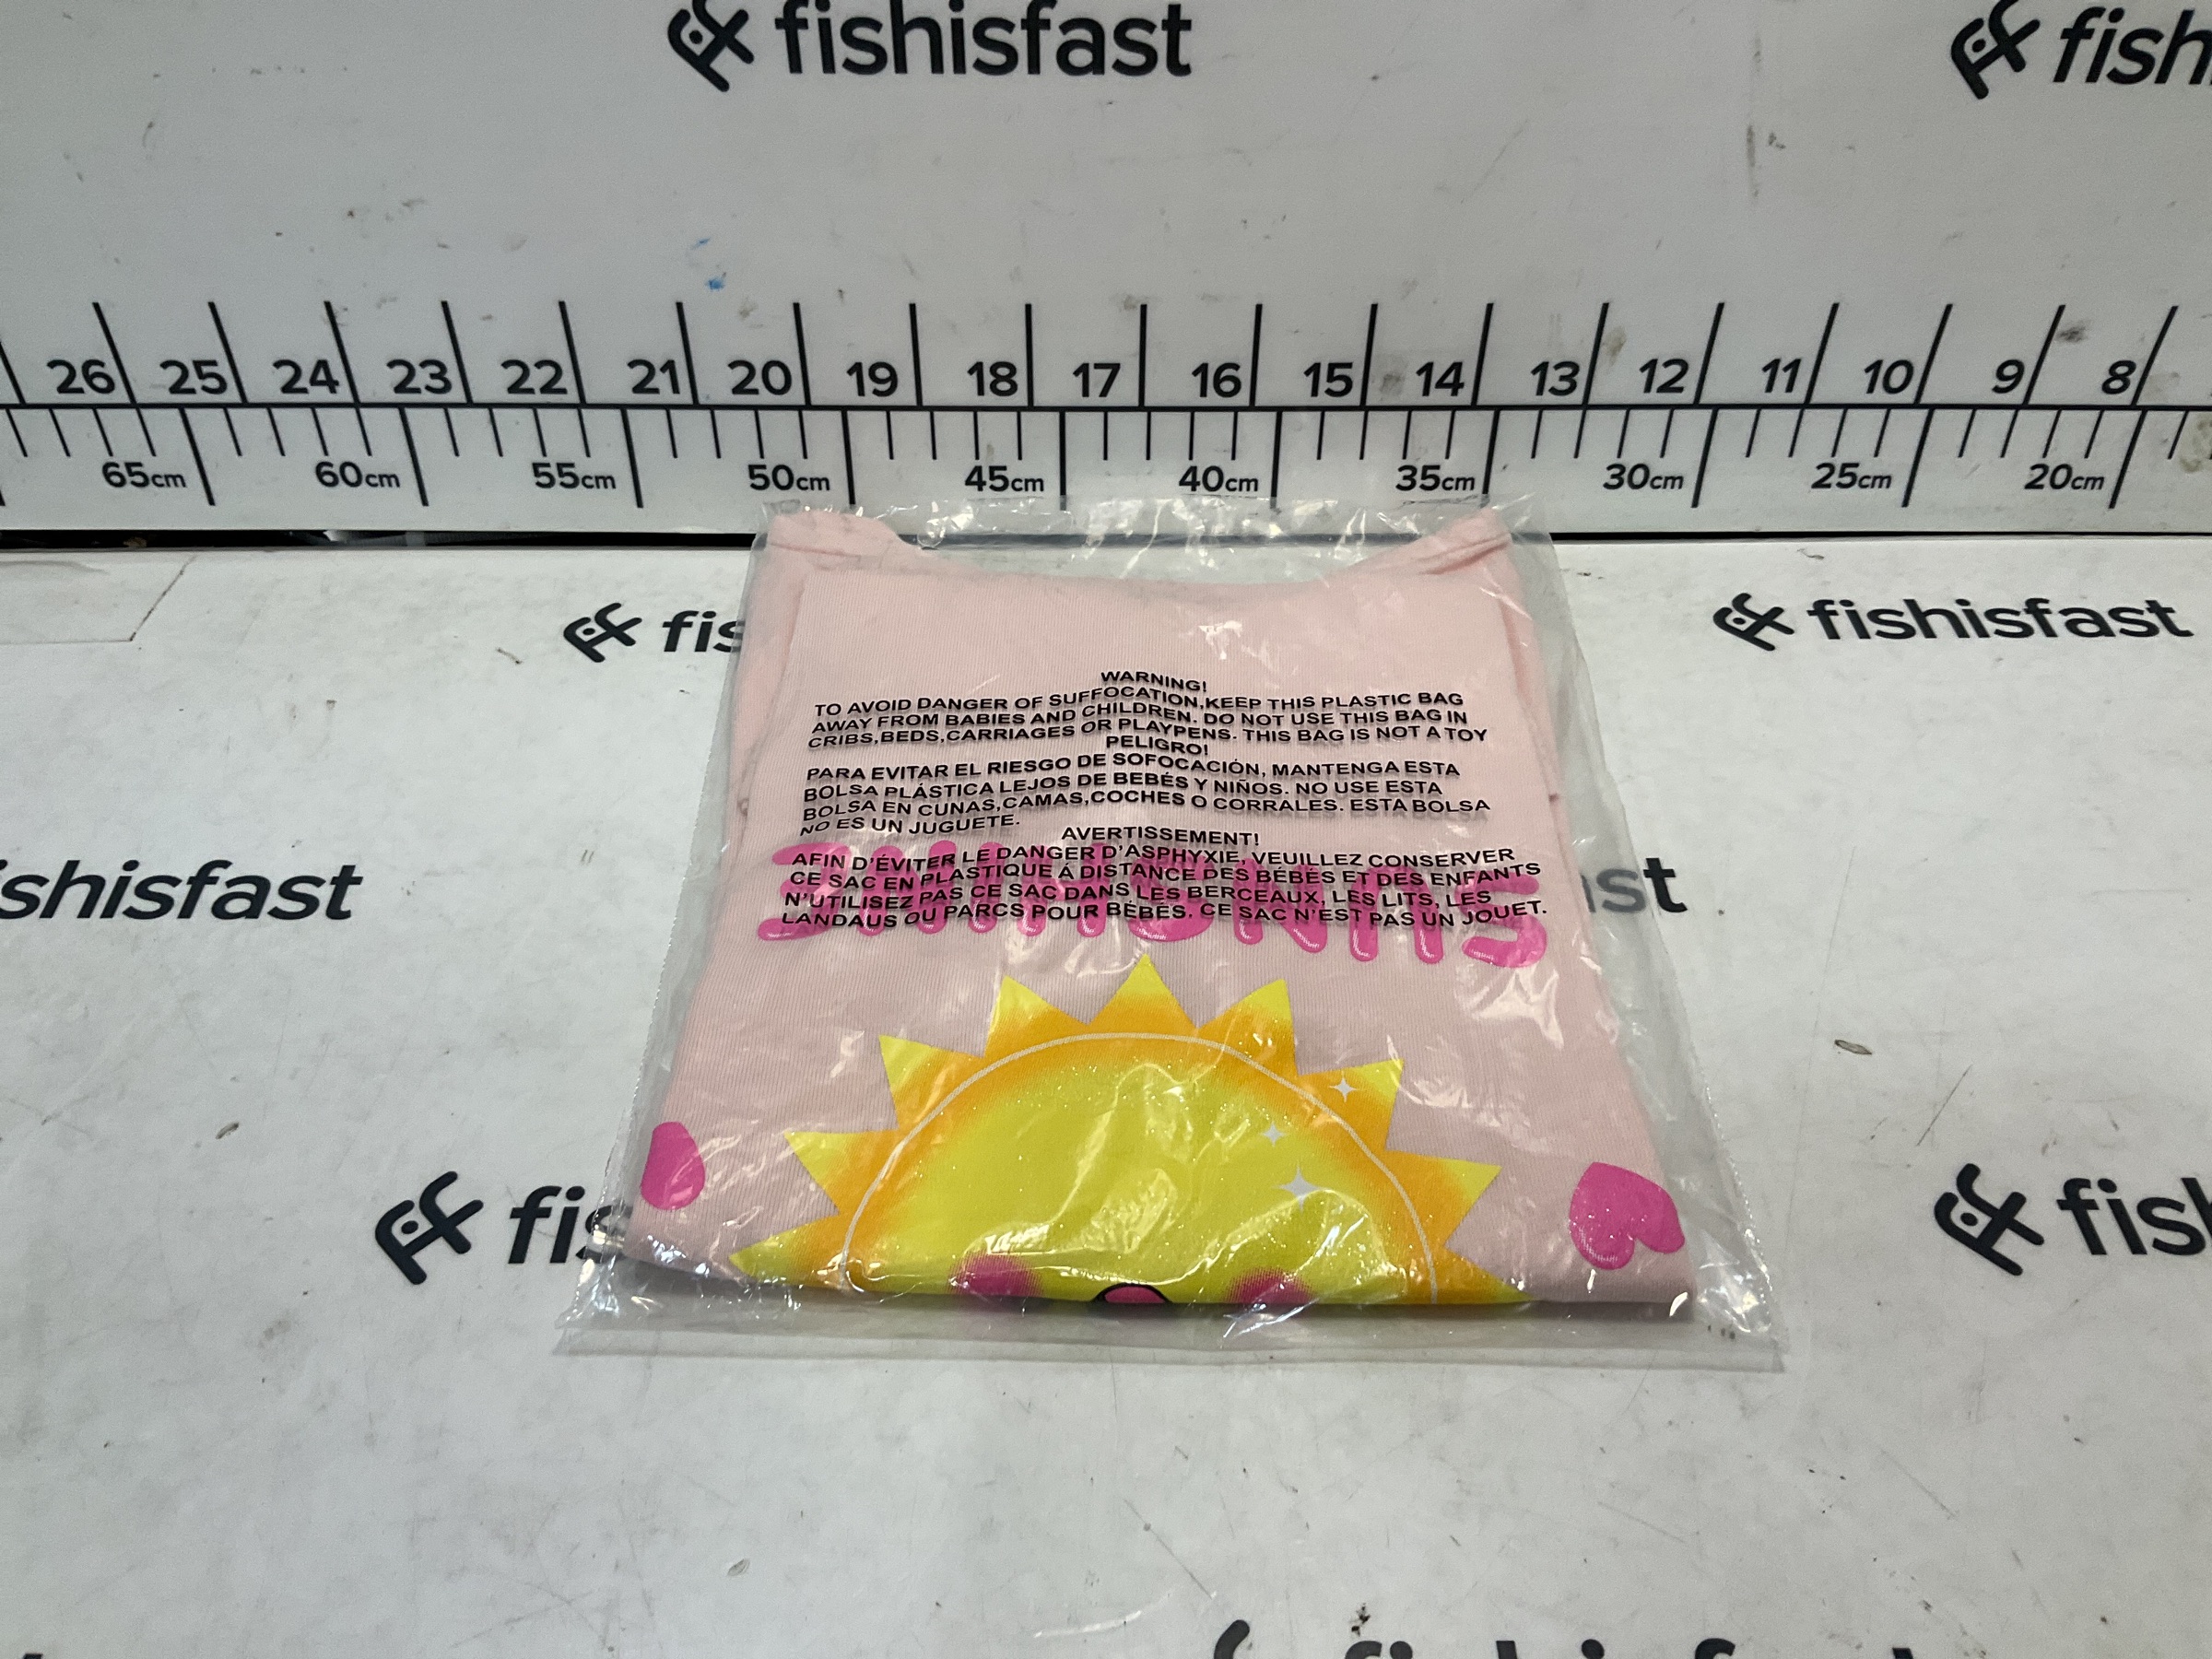 fishisfast
fish
26 25 24 23 22 21 20 19 18 17 16 15 14 13 12 11 10 9 8
65cm 60cm 55cm 50cm 45cm 40cm 35cm 30cm 25cm 20cm
fis
fishisfast
WARNING!
TO AVOID DANGER OF SUFFOCATION,KEEP THIS PLASTIC BAG
AWAY FROM BABIES AND CHILDREN. DO NOT USE THIS BAG IN
CRIBS,BEDS,CARRIAGES OR PLAYPENS. THIS BAG IS NOT A TOY
PELIGRO!
PARA EVITAR EL RIESGO DE SOFOCACIÓN, MANTENGA ESTA
BOLSA PLÁSTICA LEJOS DE BEBÉS Y NIÑOS. NO USE ESTA
BOLSA EN CUNAS,CAMAS,COCHES O CORRALES. ESTA BOLSA
NO ES UN JUGUETE.
AVERTISSEMENT!
AFIN D'ÉVITER LE DANGER D'ASPHYXIE, VEUILLEZ CONSERVER
CE SAC EN PLASTIQUE Á DISTANCE DES BÉBÉS ET DES ENFANTS
N'UTILISEZ PAS CE SAC DANS LES BERCEAUX, LES LITS, LES
LANDAUS OU PARCS POUR BÉBÉS. CE SAC N'EST PAS UN JOUET.
SUNSHINE
shisfast
st
fis
fish
fishisfast